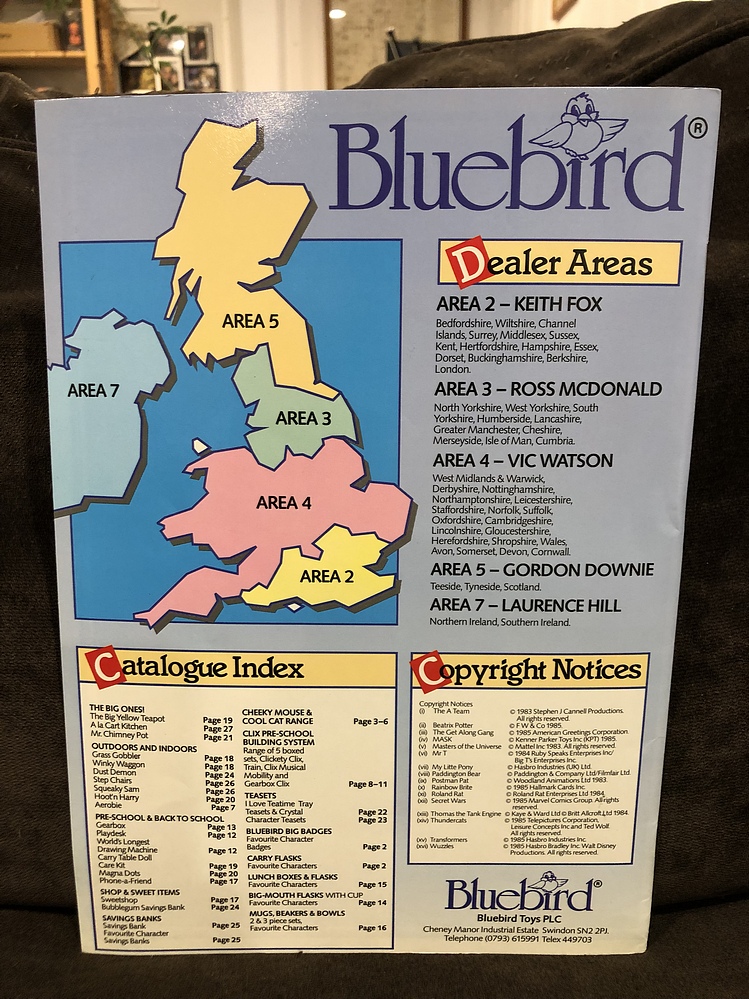 Bluebird®
Dealer Areas
AREA 5
AREA 7
AREA 3
AREA 4
AREA 2
AREA 2 – KEITH FOX
Bedfordshire, Wiltshire, Channel
Islands, Surrey, Middlesex, Sussex,
Kent, Hertfordshire, Hampshire, Essex,
Dorset, Buckinghamshire, Berkshire,
London.
AREA 3 – ROSS MCDONALD
North Yorkshire, West Yorkshire, South
Yorkshire, Humberside, Lancashire,
Greater Manchester, Cheshire,
Merseyside, Isle of Man, Cumbria.
AREA 4 – VIC WATSON
West Midlands & Warwick,
Derbyshire, Nottinghamshire,
Northamptonshire, Leicestershire,
Staffordshire, Norfolk, Suffolk,
Oxfordshire, Cambridgeshire,
Lincolnshire, Gloucestershire,
Herefordshire, Shropshire, Wales,
Avon, Somerset, Devon, Cornwall.
AREA 5 – GORDON DOWNIE
Teeside, Tyneside, Scotland.
AREA 7 – LAURENCE HILL
Northern Ireland, Southern Ireland.
Catalogue Index
THE BIG ONES!
The Big Yellow Teapot Page 19
A la Cart Kitchen Page 27
Mr. Chimney Pot Page 21
OUTDOORS AND INDOORS
Grass Gobbler Page 18
Winky Waggon Page 18
Dust Demon Page 24
Step Chairs Page 26
Squeaky Sam Page 26
Hoot'n Harry Page 20
Aerobie Page 7
PRE-SCHOOL & BACK TO SCHOOL
Gearbox Page 13
Playdesk Page 12
World's Longest
Drawing Machine Page 12
Carry Table Doll
Care Kit Page 19
Magna Dots Page 20
Phone-a-Friend Page 17
SHOP & SWEET ITEMS
Sweetshop Page 17
Bubblegum Savings Bank Page 24
SAVINGS BANKS
Savings Bank Page 25
Favourite Character
Savings Banks Page 25
CHEEKY MOUSE &
COOL CAT RANGE Page 3–6
CLIX PRE-SCHOOL
BUILDING SYSTEM
Range of 5 boxed
sets, Clickety Clix,
Train, Clix Musical
Mobility and
Gearbox Clix Page 8–11
TEASETS
I Love Teatime Tray
Teasets & Crystal Page 22
Character Teasets Page 23
BLUEBIRD BIG BADGES
Favourite Character
Badges Page 2
CARRY FLASKS
Favourite Characters Page 2
LUNCH BOXES & FLASKS
Favourite Characters Page 15
BIG-MOUTH FLASKS WITH CUP
Favourite Characters Page 14
MUGS, BEAKERS & BOWLS
2 & 3 piece sets,
Favourite Characters Page 16
Copyright Notices
Copyright Notices
(i) The A Team © 1983 Stephen J Cannell Productions.
All rights reserved.
(ii) Beatrix Potter © F W & Co 1985.
(iii) The Get Along Gang © 1985 American Greetings Corporation
(iv) MASK © Kenner Parker Toys Inc (KPT) 1985.
(v) Masters of the Universe © Mattel Inc 1983. All rights reserved.
(vi) Mr T © 1984 Ruby Speaks Enterprises Inc/
Big T's Enterprises Inc.
(vii) My Little Pony © Hasbro Industries (UK) Ltd.
(viii) Paddington Bear © Paddington & Company Ltd/Filmfair Ltd.
(ix) Postman Pat © Woodland Animations Ltd 1983.
(x) Rainbow Brite © 1985 Hallmark Cards Inc.
(xi) Roland Rat © Roland Rat Enterprises Ltd 1984.
(xii) Secret Wars © 1985 Marvel Comics Group. All rights
reserved.
(xiii) Thomas the Tank Engine © Kaye & Ward Ltd © Britt Allcroft Ltd 1984.
(xiv) Thundercats © 1985 Telepictures Corporation,
Leisure Concepts Inc and Ted Wolf.
All rights reserved.
(xv) Transformers © 1985 Hasbro Industries Inc.
(xvi) Wuzzles © 1985 Hasbro Bradley Inc. Walt Disney
Productions. All rights reserved.
Bluebird®
Bluebird Toys PLC
Cheney Manor Industrial Estate Swindon SN2 2PJ.
Telephone (0793) 615991 Telex 449703